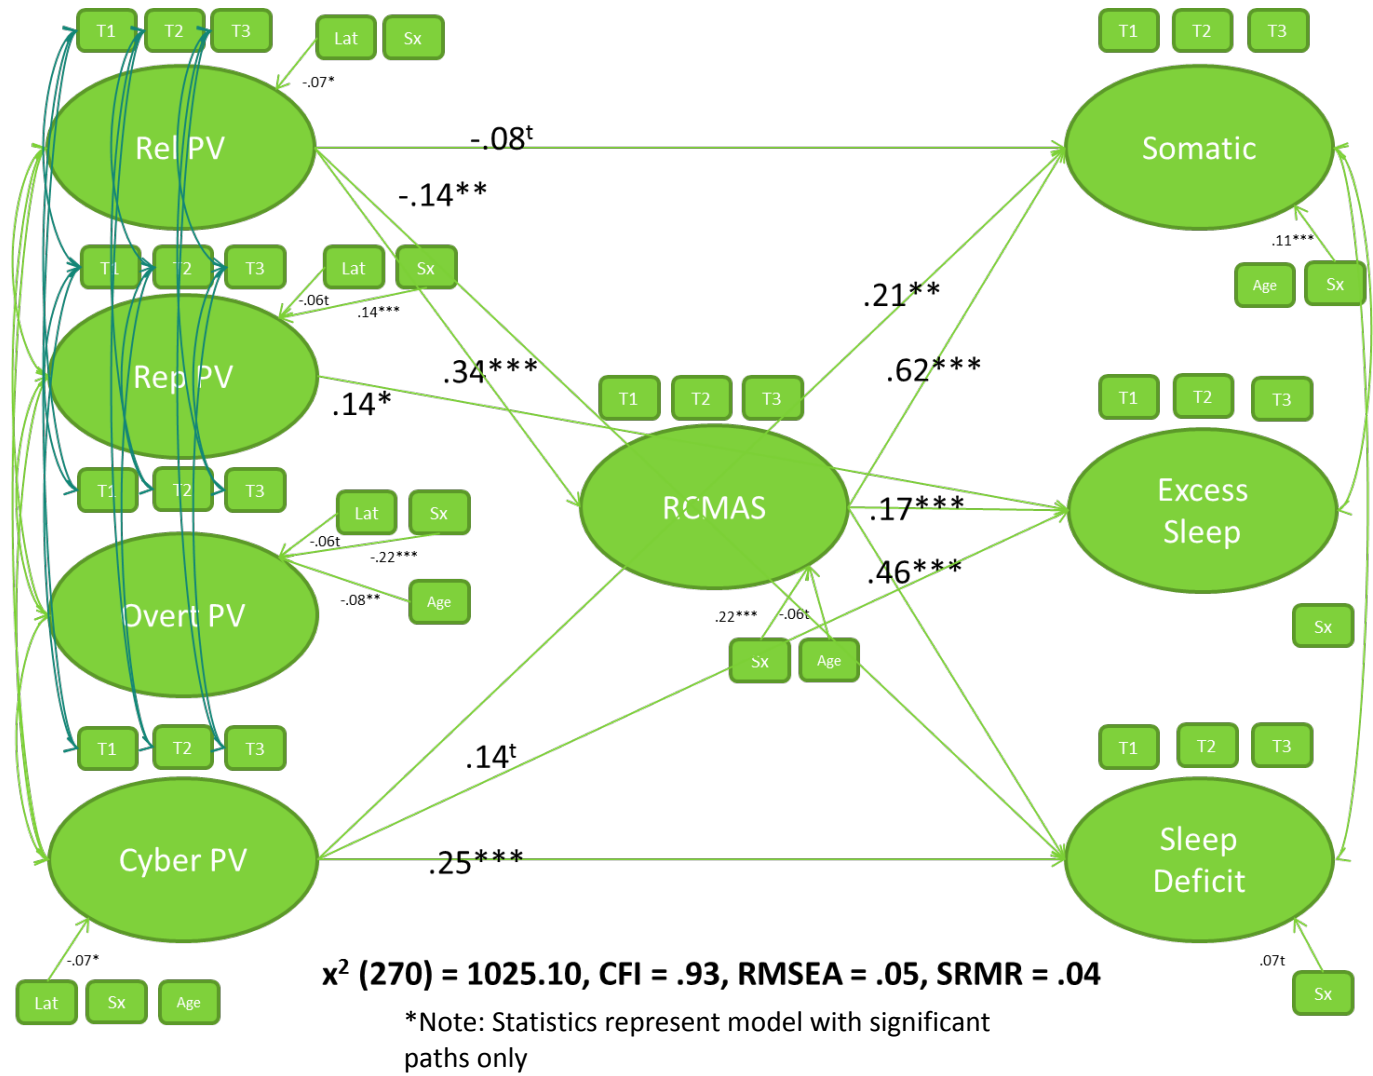 T1 T2 T3
Lat Sx
T1 T2 T3
-.07*
Rel PV
-.08ᵗ
Somatic
-.14**
T1 T2 T3
Lat Sx
.11***
Age Sx
-.06t
.14***
.21**
Rep PV
.34***
.14*
.62***
T1 T2 T3
T1 T2 T3
T1 T2 T3
Lat Sx
-.06t
-.22***
-.08**
Age
Overt PV
RCMAS
.17***
.46***
Excess
Sleep
.22***
-.06t
Sx Age
Sx
T1 T2 T3
.14ᵗ
T1 T2 T3
Cyber PV
.25***
Sleep
Deficit
-.07*
Lat Sx Age
.07t
Sx
x² (270) = 1025.10, CFI = .93, RMSEA = .05, SRMR = .04
*Note: Statistics represent model with significant
paths only